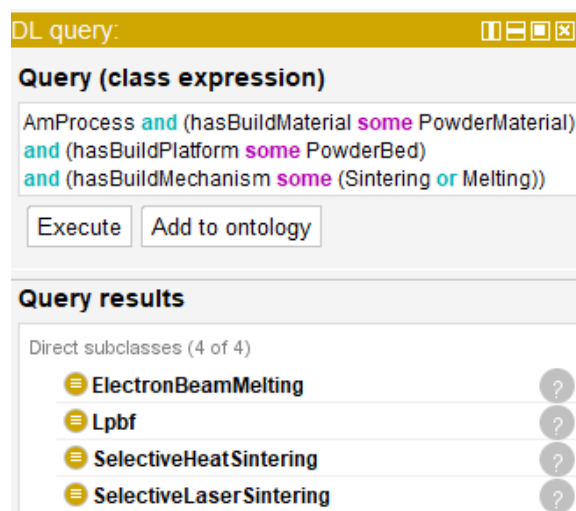 DL query:
Query (class expression)
AmProcess and (hasBuildMaterial some PowderMaterial)
and (hasBuildPlatform some PowderBed)
and (hasBuildMechanism some (Sintering or Melting))
Execute Add to ontology
Query results
Direct subclasses (4 of 4)
ElectronBeamMelting ?
Lpbf ?
SelectiveHeatSintering ?
SelectiveLaserSintering ?